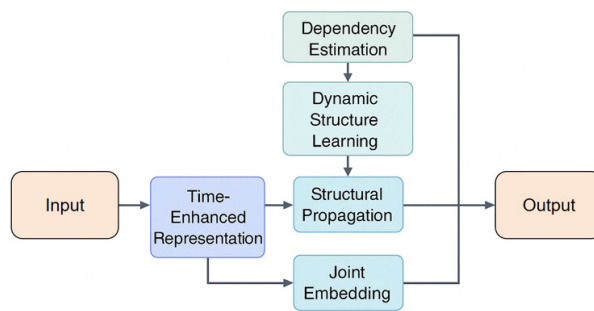 Dependency
Estimation
Dynamic
Structure
Learning
Input
Time-
Enhanced
Representation
Structural
Propagation
Output
Joint
Embedding